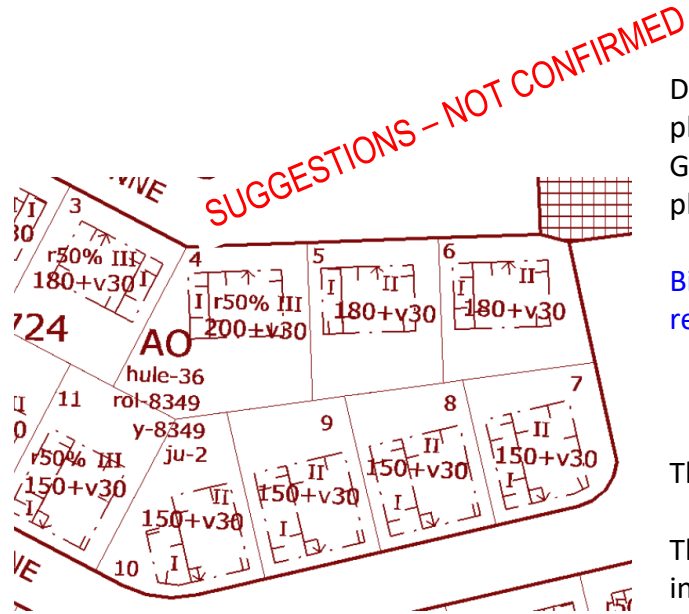 SUGGESTIONS – NOT CONFIRMED
3
I
r50% III
180+v30
I
4
I
r50% III
200+v30
5
I
II
180+v30
6
I
II
180+v30
724
AO
hule-36
rol-8349
y-8349
ju-2
11
r50% III
150+v30
I
10
II
150+v30
I
9
II
150+v30
I
8
II
150+v30
I
7
II
150+v30
I